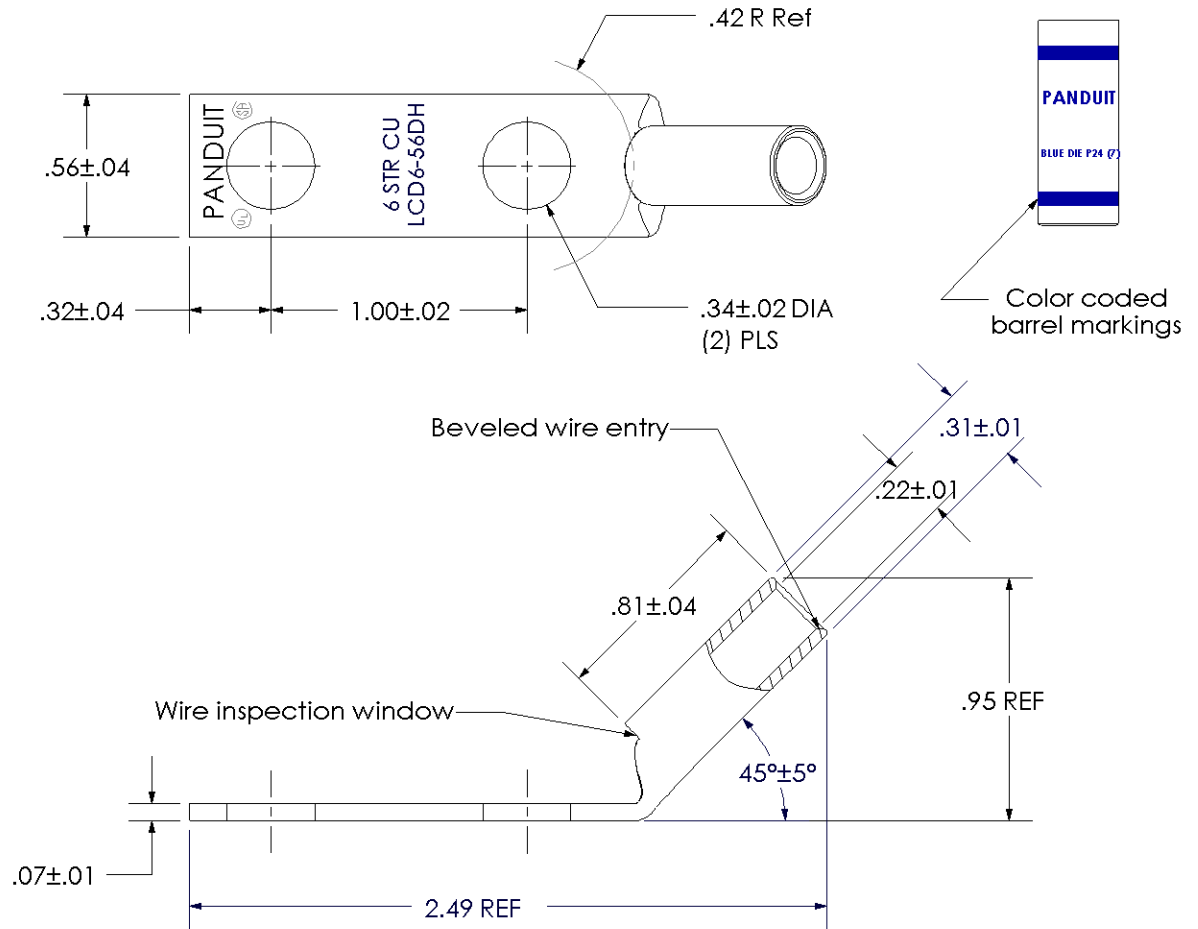 .42 R Ref
PANDUIT
SA
UL
6 STR CU
LCD6-56DH
.56±.04
.32±.04
1.00±.02
.34±.02 DIA
(2) PLS
PANDUIT
BLUE DIE P24 (7)
Color coded
barrel markings
Beveled wire entry
.31±.01
.22±.01
.81±.04
Wire inspection window
.95 REF
45°±5°
.07±.01
2.49 REF